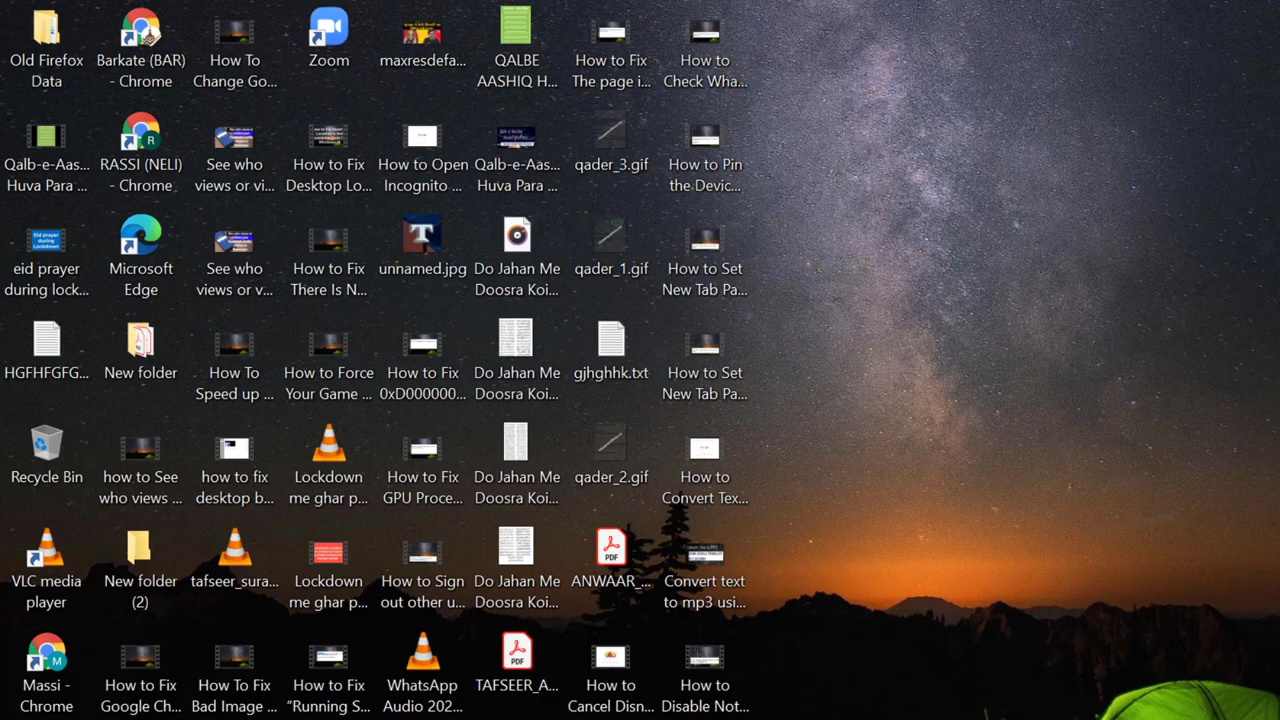 Old Firefox
Data
Barkate (BAR)
- Chrome
How To
Change Go...
Zoom
maxresdefa...
QALBE
AASHIQ H...
How to Fix
The page i...
How to
Check Wha...
Qalb-e-Aas...
Huva Para ...
RASSI (NELI)
- Chrome
See who
views or vi...
How to Fix
Desktop Lo...
How to Open
Incognito ...
Qalb-e-Aas...
Huva Para ...
qader_3.gif
How to Pin
the Devic...
eid prayer
during lock...
Microsoft
Edge
See who
views or v...
How to Fix
There Is N...
unnamed.jpg
Do Jahan Me
Doosra Koi...
qader_1.gif
How to Set
New Tab Pa...
HGFHFGFG...
New folder
How To
Speed up ...
How to Force
Your Game ...
How to Fix
0xD000000...
Do Jahan Me
Doosra Koi...
gjhghhk.txt
How to Set
New Tab Pa...
Recycle Bin
how to See
who views ...
how to fix
desktop b...
Lockdown
me ghar p...
How to Fix
GPU Proce...
Do Jahan Me
Doosra Koi...
qader_2.gif
How to
Convert Tex...
VLC media
player
New folder
(2)
tafseer_sura...
Lockdown
me ghar p...
How to Sign
out other u...
Do Jahan Me
Doosra Koi...
PDF
ANWAAR_...
Convert text
to mp3 usi...
Massi -
Chrome
How to Fix
Google Ch...
How To Fix
Bad Image ...
How to Fix
“Running S...
WhatsApp
Audio 202...
PDF
TAFSEER_A...
How to
Cancel Disn...
How to
Disable Not...